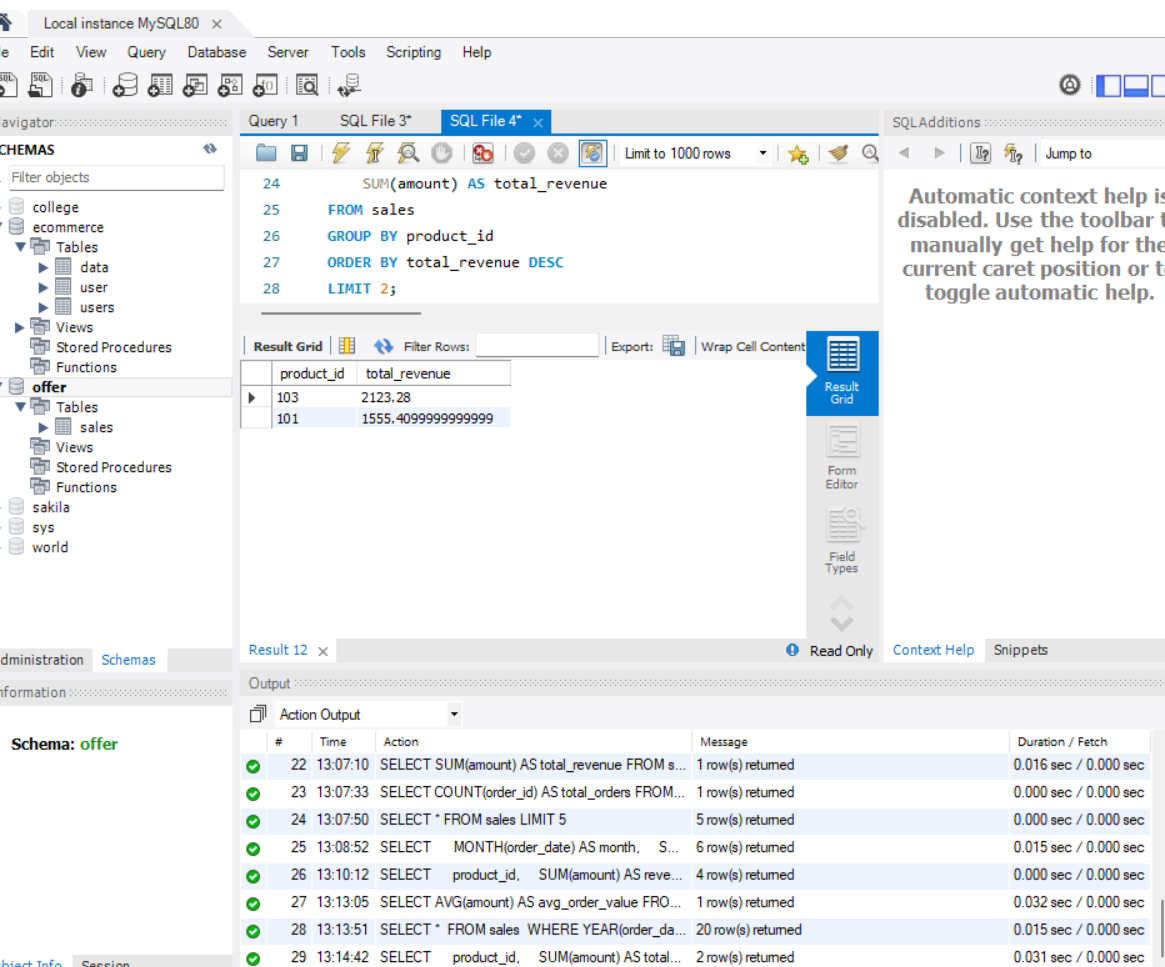 Local instance MySQL80
Edit View Query Database Server Tools Scripting Help
Query 1 SQL File 3* SQL File 4*
SQLAdditions
SCHEMAS
Filter objects
college
ecommerce
Tables
data
user
users
Views
Stored Procedures
Functions
offer
Tables
sales
Views
Stored Procedures
Functions
sakila
sys
world
Administration Schemas
Information
Schema: offer
Object Info Session
Limit to 1000 rows
24 SUM(amount) AS total_revenue
25 FROM sales
26 GROUP BY product_id
27 ORDER BY total_revenue DESC
28 LIMIT 2;
Result Grid Filter Rows: Export: Wrap Cell Content
product_id total_revenue
103 2123.28
101 1555.4099999999999
Result Grid
Form Editor
Field Types
Result 12 Read Only
Jump to
Automatic context help is
disabled. Use the toolbar
manually get help for the
current caret position or
toggle automatic help.
Context Help Snippets
Output
Action Output
# Time Action Message Duration / Fetch
22 13:07:10 SELECT SUM(amount) AS total_revenue FROM s... 1 row(s) returned 0.016 sec / 0.000 sec
23 13:07:33 SELECT COUNT(order_id) AS total_orders FROM... 1 row(s) returned 0.000 sec / 0.000 sec
24 13:07:50 SELECT * FROM sales LIMIT 5 5 row(s) returned 0.000 sec / 0.000 sec
25 13:08:52 SELECT MONTH(order_date) AS month, S... 6 row(s) returned 0.015 sec / 0.000 sec
26 13:10:12 SELECT product_id, SUM(amount) AS reve... 4 row(s) returned 0.000 sec / 0.000 sec
27 13:13:05 SELECT AVG(amount) AS avg_order_value FRO... 1 row(s) returned 0.032 sec / 0.000 sec
28 13:13:51 SELECT * FROM sales WHERE YEAR(order_da... 20 row(s) returned 0.015 sec / 0.000 sec
29 13:14:42 SELECT product_id, SUM(amount) AS total... 2 row(s) returned 0.031 sec / 0.000 sec